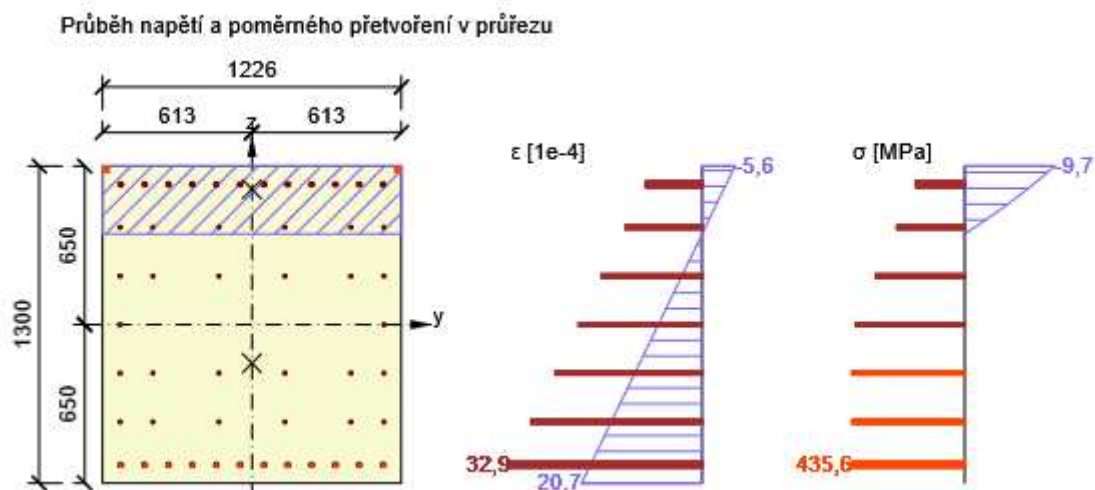 Průběh napětí a poměrného přetvoření v průřezu
1226
613
613
z
ε [1e-4]
σ [MPa]
-5,6
-9,7
650
y
1300
650
32,9
435,6
20,7